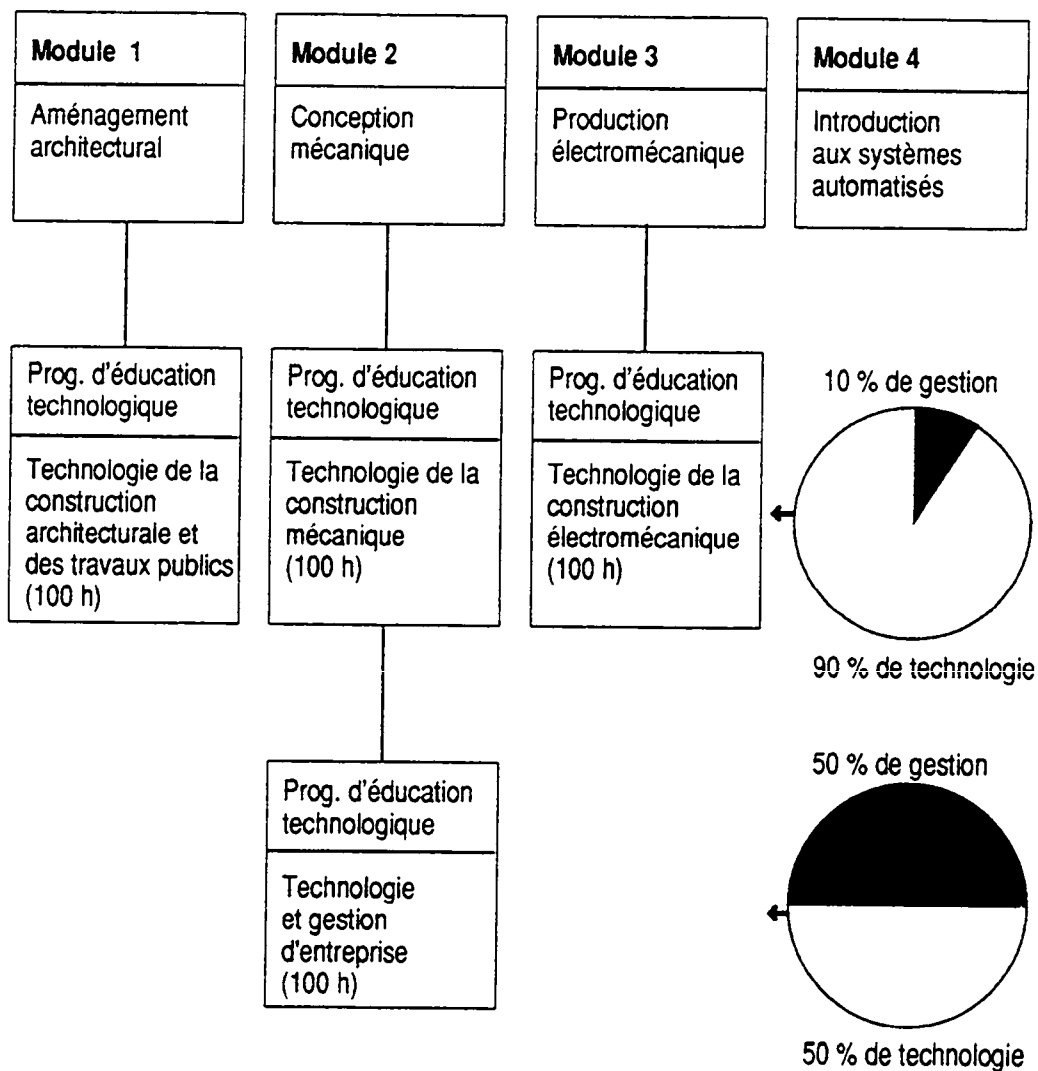 Module 1
Aménagement
architectural
Module 2
Conception
mécanique
Module 3
Production
électromécanique
Module 4
Introduction
aux systèmes
automatisés
Prog. d'éducation
technologique
Technologie de la
construction
architecturale et
des travaux publics
(100 h)
Prog. d'éducation
technologique
Technologie de la
construction
mécanique
(100 h)
Prog. d'éducation
technologique
Technologie de la
construction
électromécanique
(100 h)
10 % de gestion
90 % de technologie
Prog. d'éducation
technologique
Technologie
et gestion
d'entreprise
(100 h)
50 % de gestion
50 % de technologie